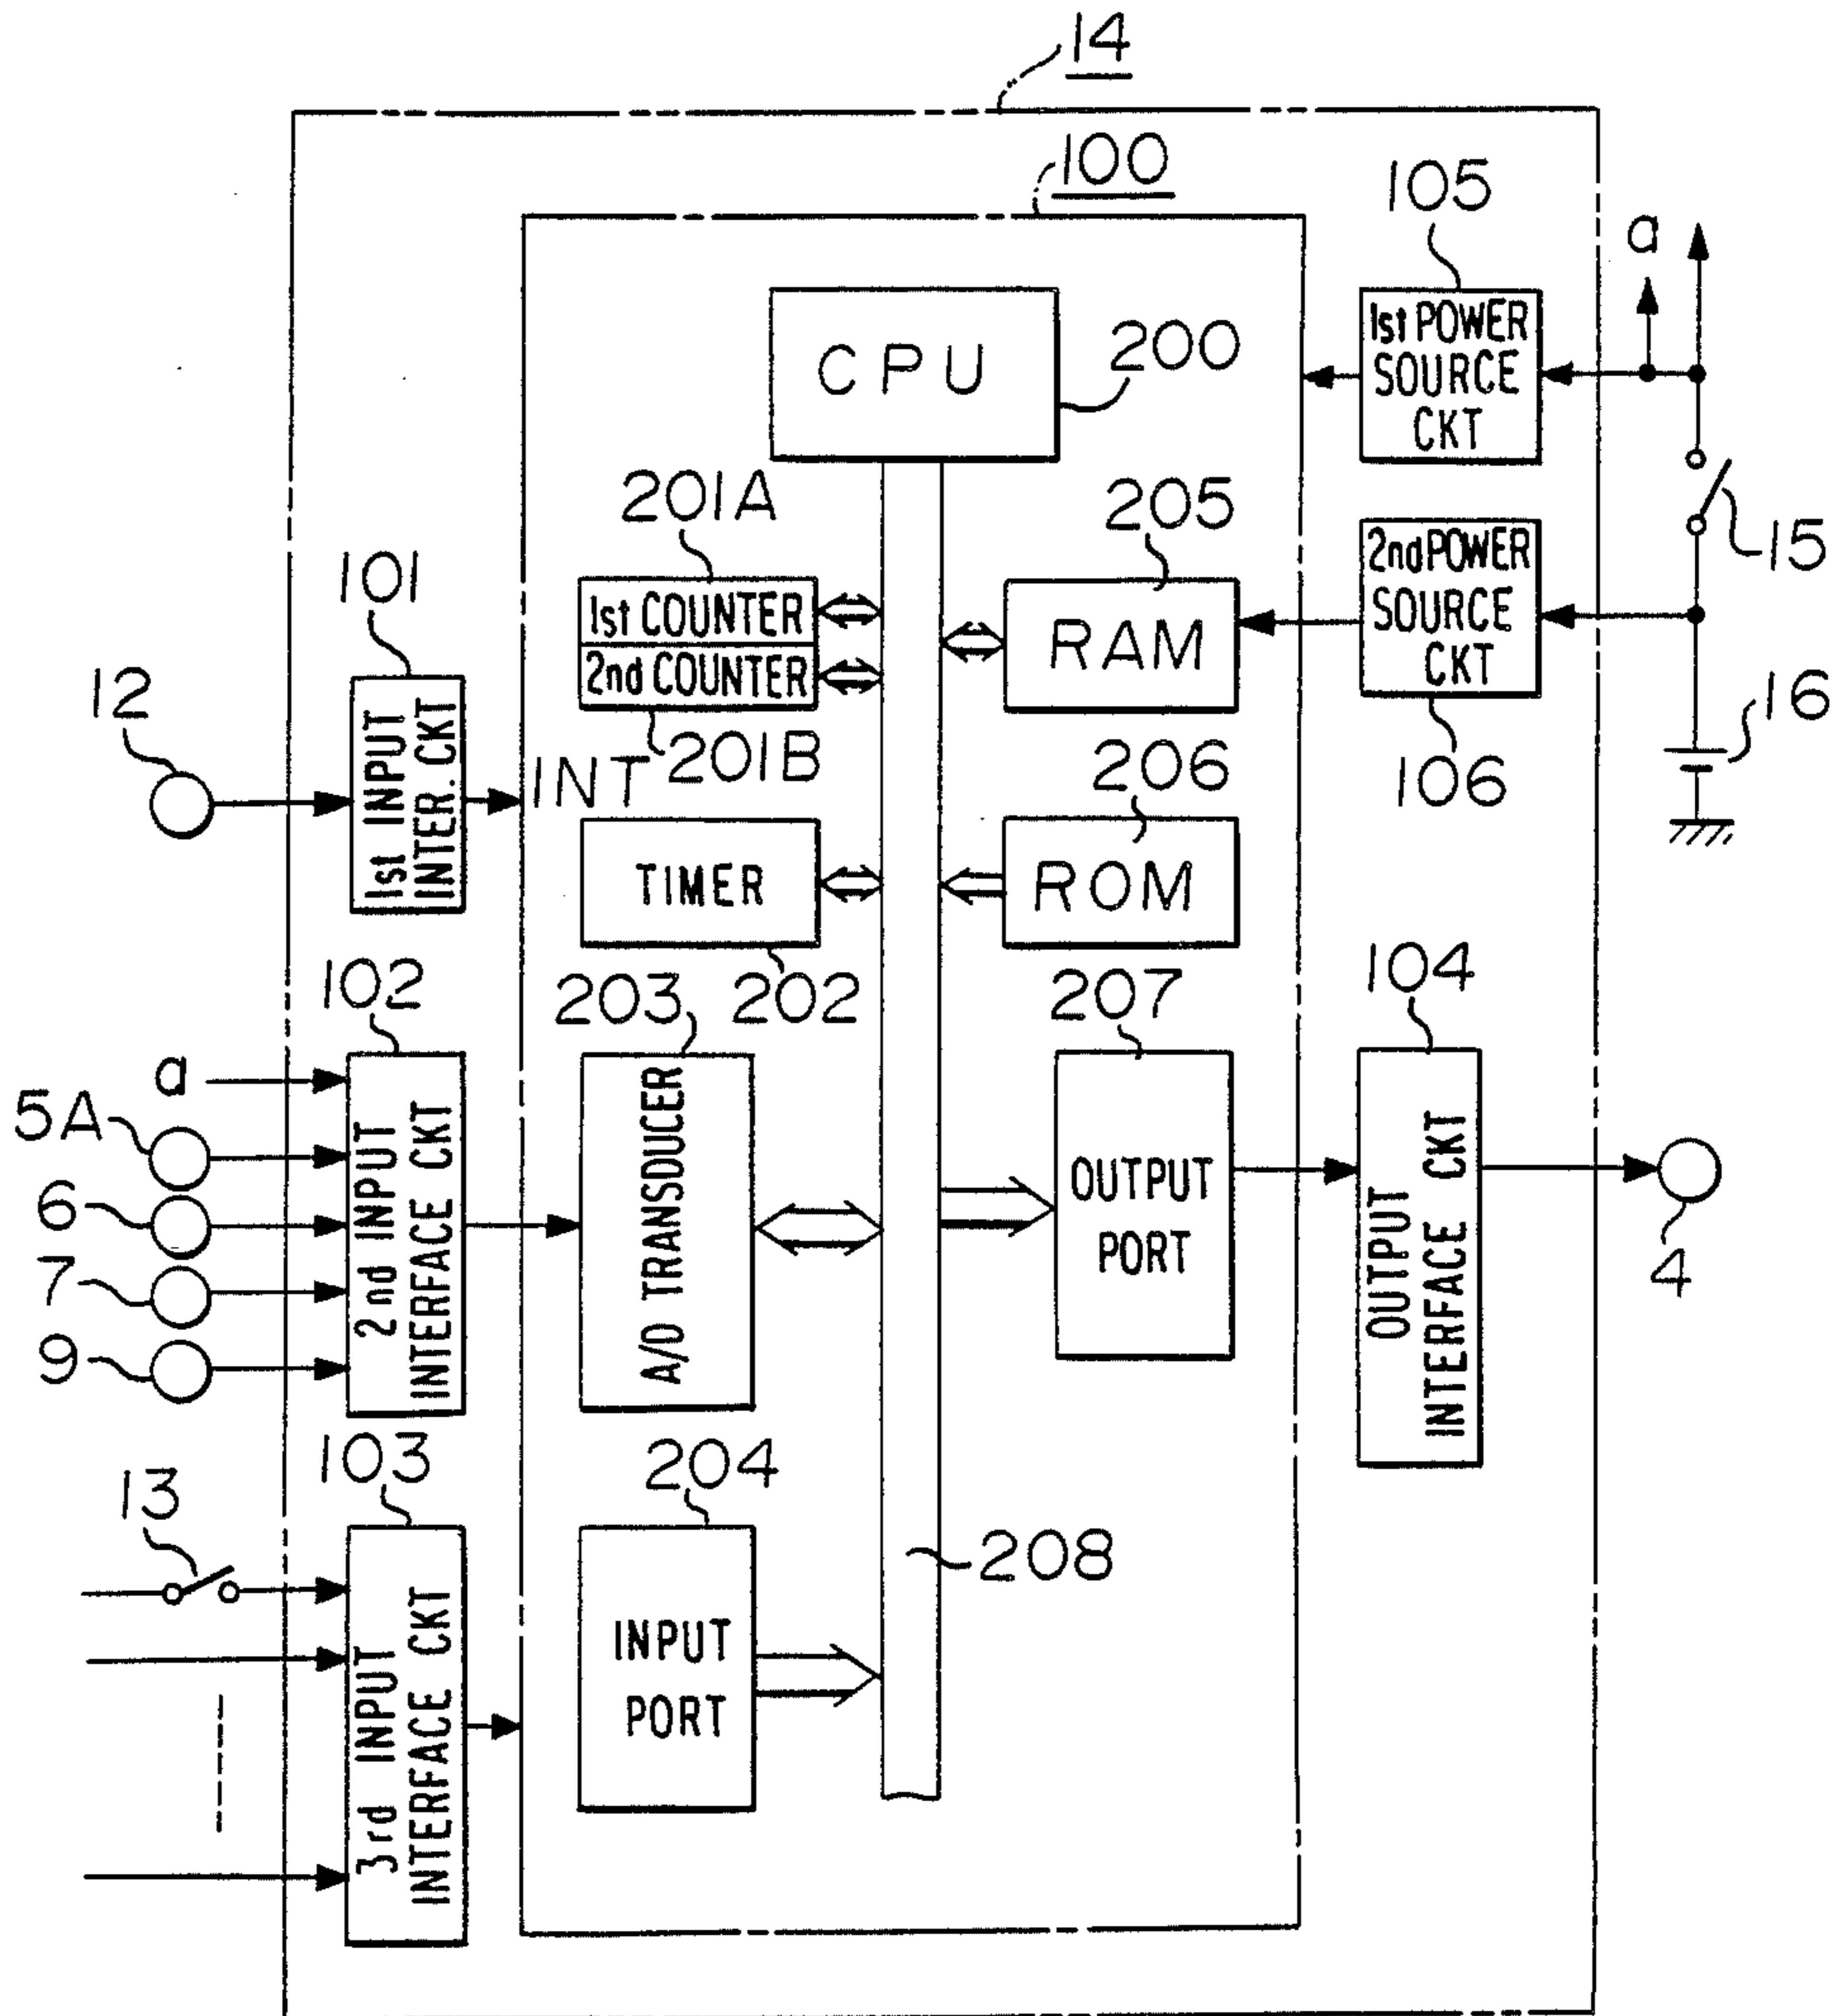 14
100
105
a
1st POWER
SOURCE
CKT
CPU
200
201A
205
15
101
1st COUNTER
2nd COUNTER
RAM
2nd POWER
SOURCE
CKT
12
1st INPUT
INTER.CKT
INT
201B
206
106
16
TIMER
ROM
102
203
202
207
104
a
5A
6
7
9
2nd INPUT
INTERFACE CKT
A/D TRANSDUCER
OUTPUT
PORT
OUTPUT
INTERFACE CKT
4
13
103
204
208
3rd INPUT
INTERFACE CKT
INPUT
PORT